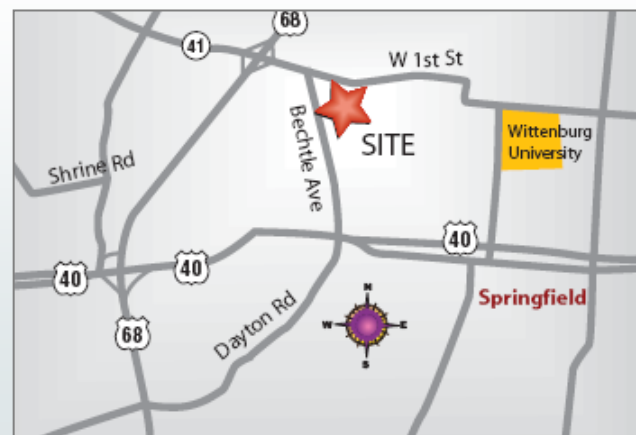 68
41
W 1st St
Bechtle Ave
SITE
Wittenburg
University
Shrine Rd
40
40
40
Springfield
68
Dayton Rd
N
W
E
S